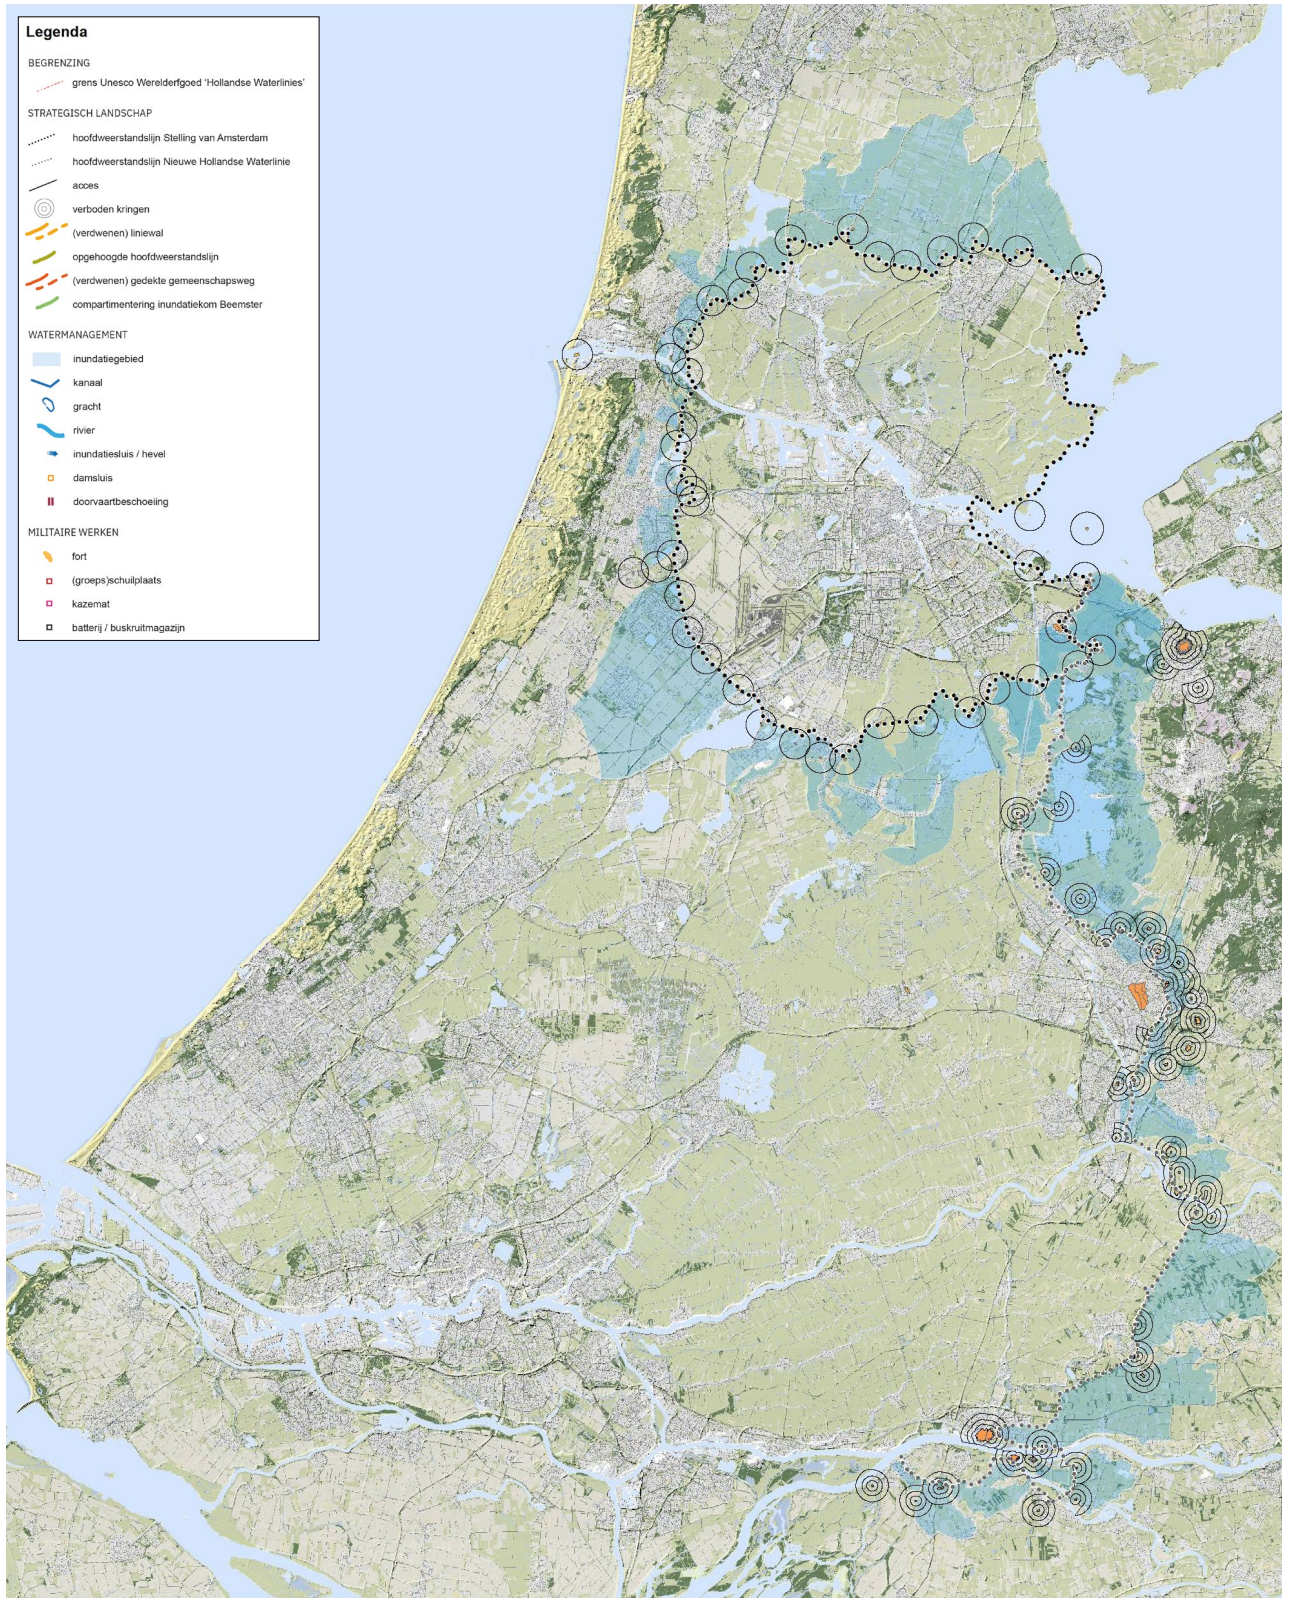 Legenda
BEGRENZING
grens Unesco Werelderfgoed 'Hollandse Waterlinies'
STRATEGISCH LANDSCHAP
hoofdweerstandslijn Stelling van Amsterdam
hoofdweerstandslijn Nieuwe Hollandse Waterlinie
acces
verboden kringen
(verdwenen) liniewal
opgehoogde hoofdweerstandslijn
(verdwenen) gedekte gemeenschapsweg
compartimentering inundatiekom Beemster
WATERMANAGEMENT
inundatiegebied
kanaal
gracht
rivier
inundatiesluis / hevel
damsluis
doorvaartbeschoeiing
MILITAIRE WERKEN
fort
(groeps)schuilplaats
kazemat
batterij / buskruitmagazijn